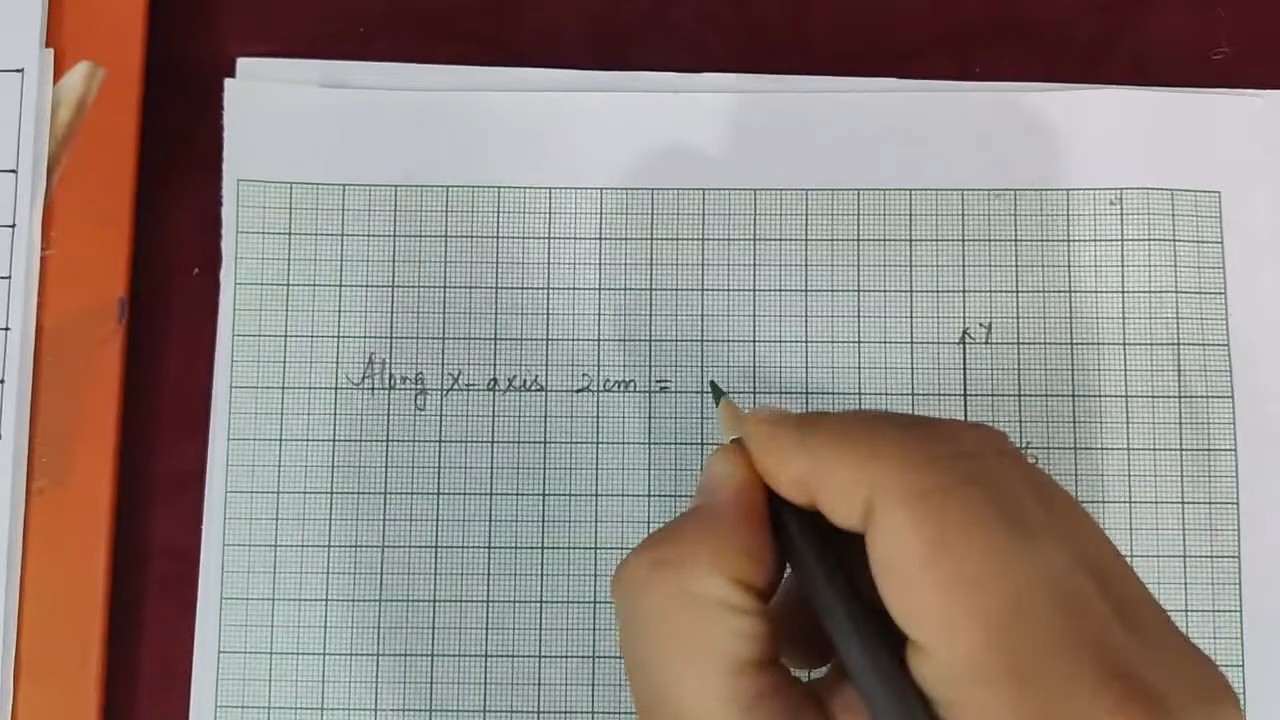 Y
Along X-axis 2cm =